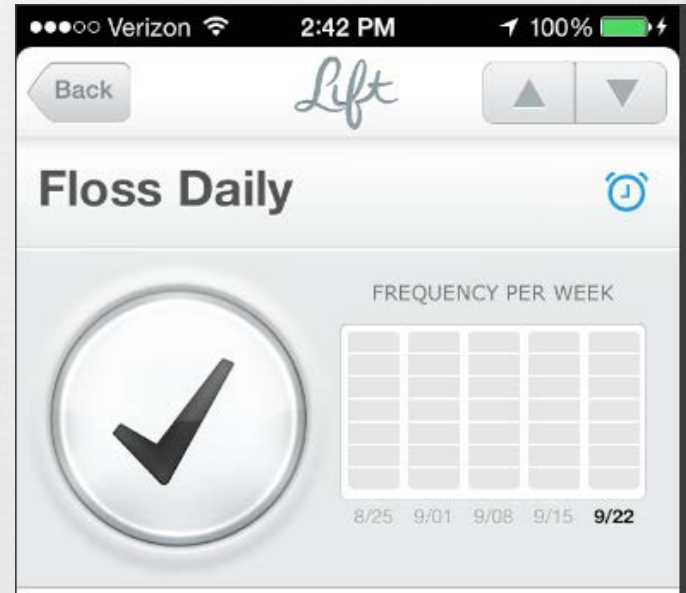 Verizon 2:42 PM 100%
Back Lift
Floss Daily
FREQUENCY PER WEEK
8/25 9/01 9/08 9/15 9/22